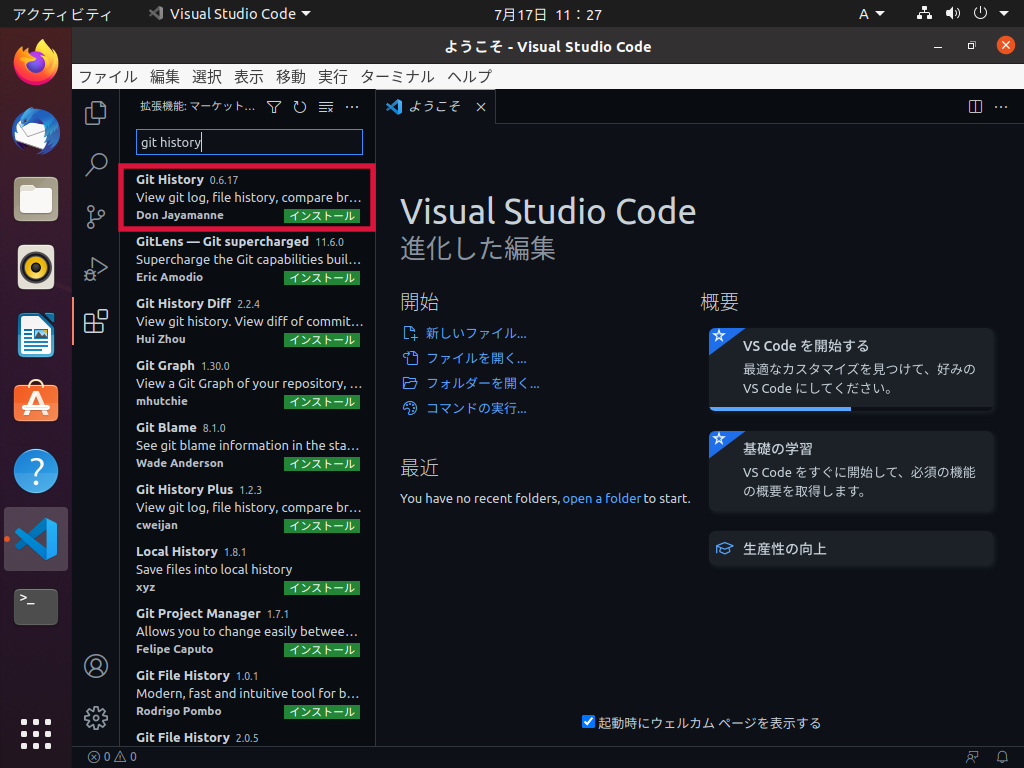 アクティビティ
Visual Studio Code
7月17日 11：27
A
ようこそ - Visual Studio Code
ファイル 編集 選択 表示 移動 実行 ターミナル ヘルプ
拡張機能: マーケット...
git history
Git History 0.6.17
View git log, file history, compare br...
Don Jayamanne
インストール
GitLens — Git supercharged 11.6.0
Supercharge the Git capabilities buil...
Eric Amodio
インストール
Git History Diff 2.2.4
View git history. View diff of commit...
Hui Zhou
インストール
Git Graph 1.30.0
View a Git Graph of your repository, ...
mhutchie
インストール
Git Blame 8.1.0
See git blame information in the sta...
Wade Anderson
インストール
Git History Plus 1.2.3
View git log, file history, compare br...
cweijan
インストール
Local History 1.8.1
Save files into local history
xyz
インストール
Git Project Manager 1.7.1
Allows you to change easily betwee...
Felipe Caputo
インストール
Git File History 1.0.1
Modern, fast and intuitive tool for b...
Rodrigo Pombo
インストール
Git File History 2.0.5
ようこそ
Visual Studio Code
進化した編集
開始
新しいファイル...
ファイルを開く...
フォルダーを開く...
コマンドの実行...
最近
You have no recent folders, open a folder to start.
概要
VS Code を開始する
最適なカスタマイズを見つけて、好みの
VS Code にしてください。
基礎の学習
VS Code をすぐに開始して、必須の機能
の概要を取得します。
生産性の向上
起動時にウェルカム ページを表示する
0
0